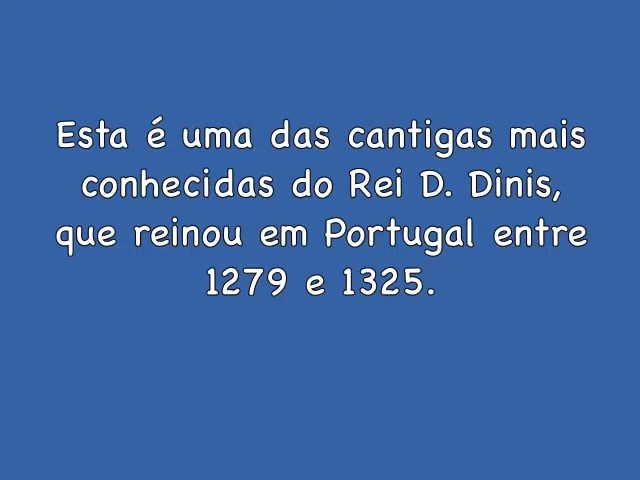 Esta é uma das cantigas mais
conhecidas do Rei D. Dinis,
que reinou em Portugal entre
1279 e 1325.